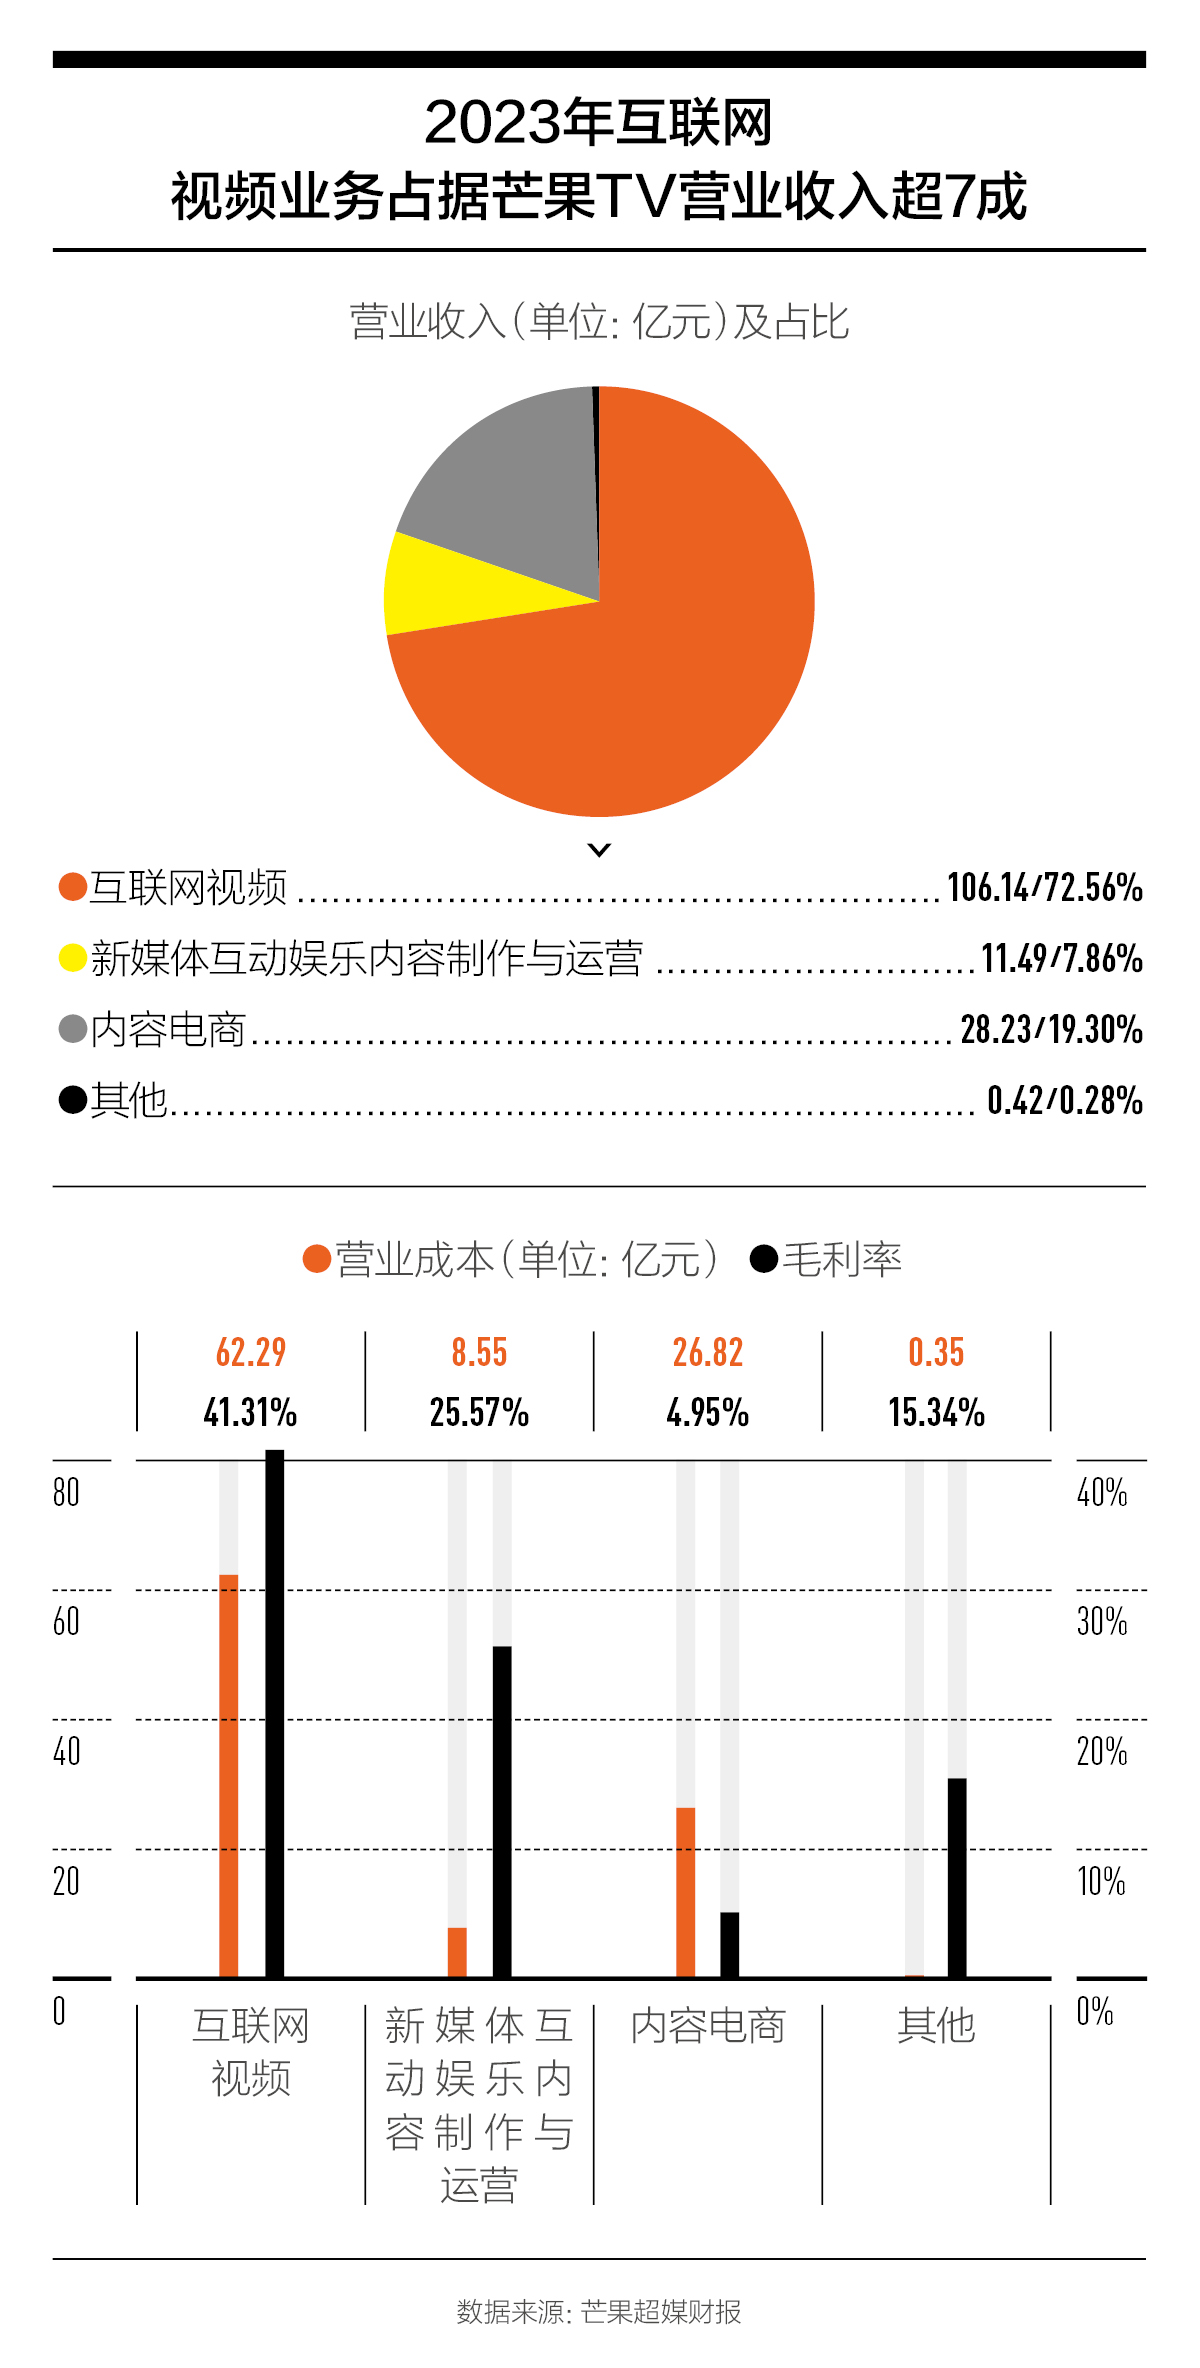 2023年互联网
视频业务占据芒果TV营业收入超7成
营业收入（单位：亿元）及占比
互联网视频 106.14/72.56%
新媒体互动娱乐内容制作与运营 11.49/7.86%
内容电商 28.23/19.30%
其他 0.42/0.28%
营业成本（单位：亿元） 毛利率
62.29 8.55 26.82 0.35
41.31% 25.57% 4.95% 15.34%
80 40%
60 30%
40 20%
20 10%
0 0%
互联网
视频
新媒体互
动娱乐内
容制作与
运营
内容电商
其他
数据来源：芒果超媒财报